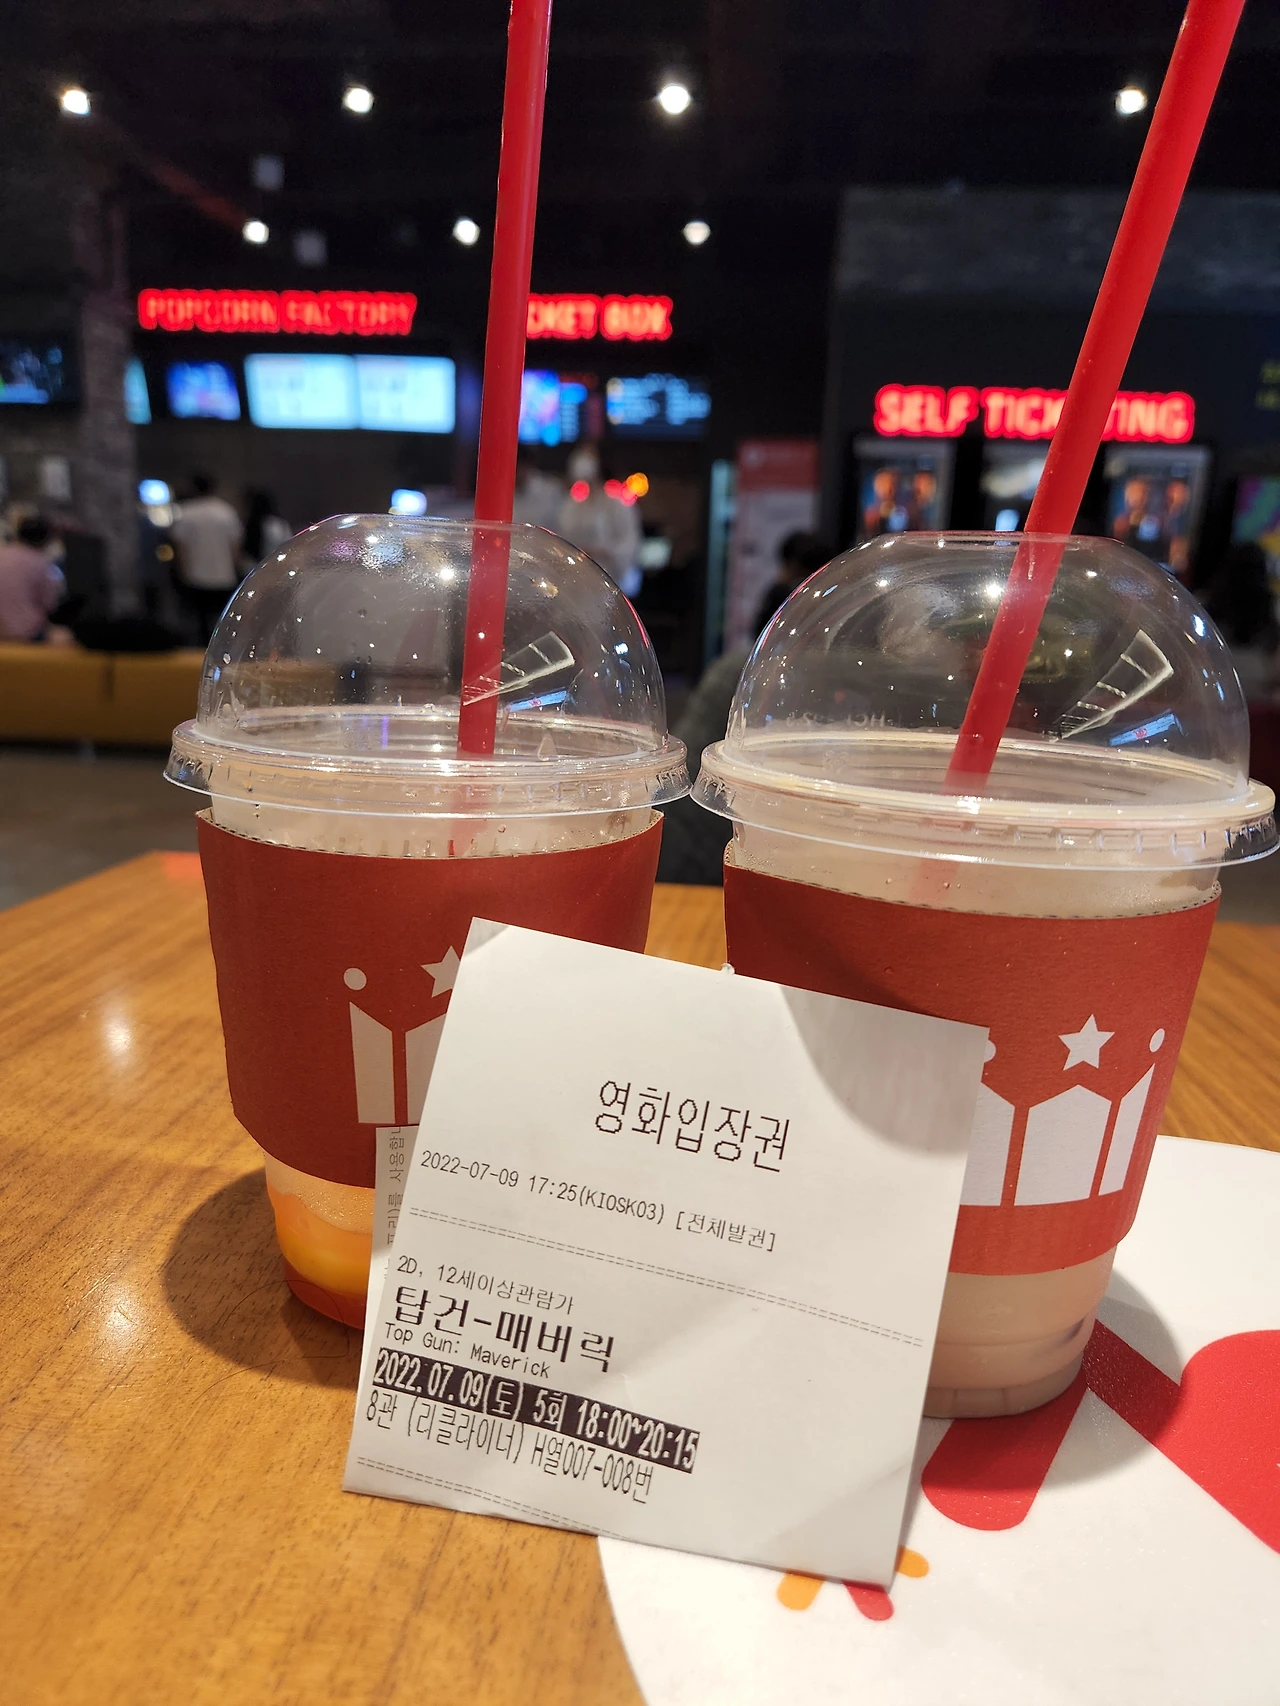 POPCORN FACTORY
KET BOX
SELF TICKETING
영화입장권
2022-07-09 17:25(KIOSK03) [전체발권]
2D, 12세이상관람가
탑건-매버릭
Top Gun: Maverick
2022.07.09(토) 5회 18:00~20:15
8관 (리클라이너) H열007-008번